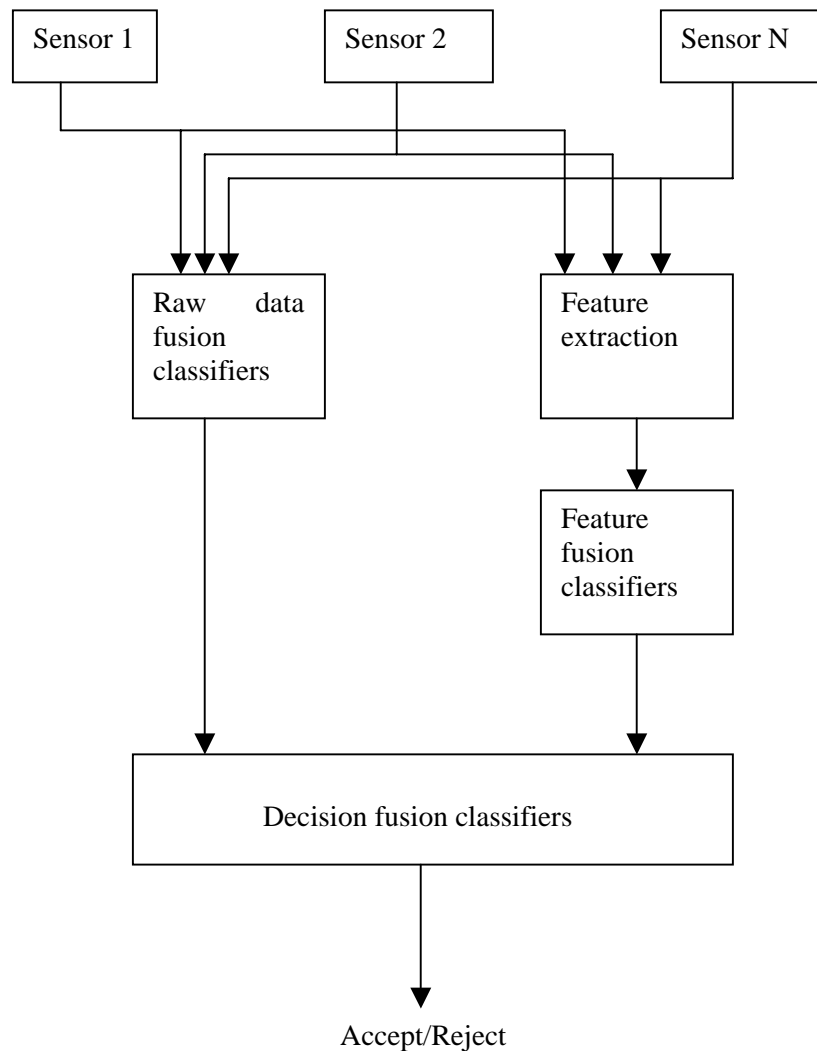 Sensor 1
Sensor 2
Sensor N
Raw data
fusion
classifiers
Feature
extraction
Feature
fusion
classifiers
Decision fusion classifiers
Accept/Reject